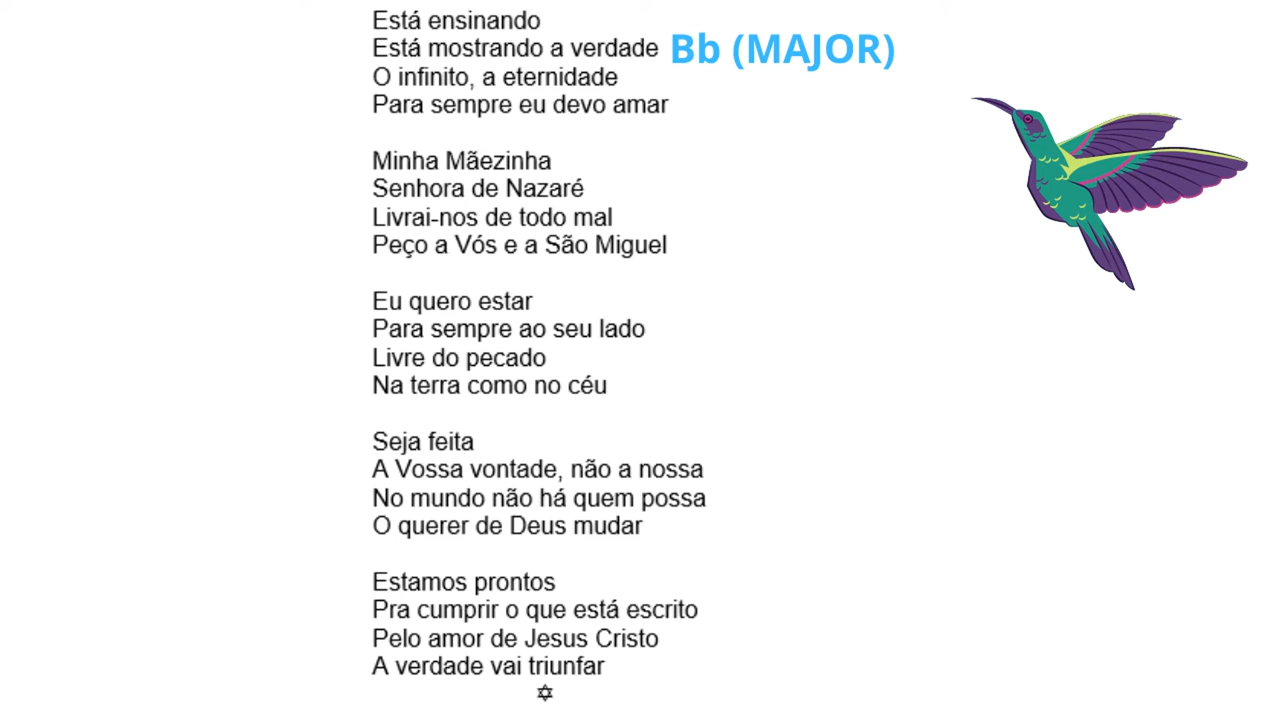 Está ensinando
Está mostrando a verdade Bb (MAJOR)
O infinito, a eternidade
Para sempre eu devo amar
Minha Mãezinha
Senhora de Nazaré
Livrai-nos de todo mal
Peço a Vós e a São Miguel
Eu quero estar
Para sempre ao seu lado
Livre do pecado
Na terra como no céu
Seja feita
A Vossa vontade, não a nossa
No mundo não há quem possa
O querer de Deus mudar
Estamos prontos
Pra cumprir o que está escrito
Pelo amor de Jesus Cristo
A verdade vai triunfar
✡